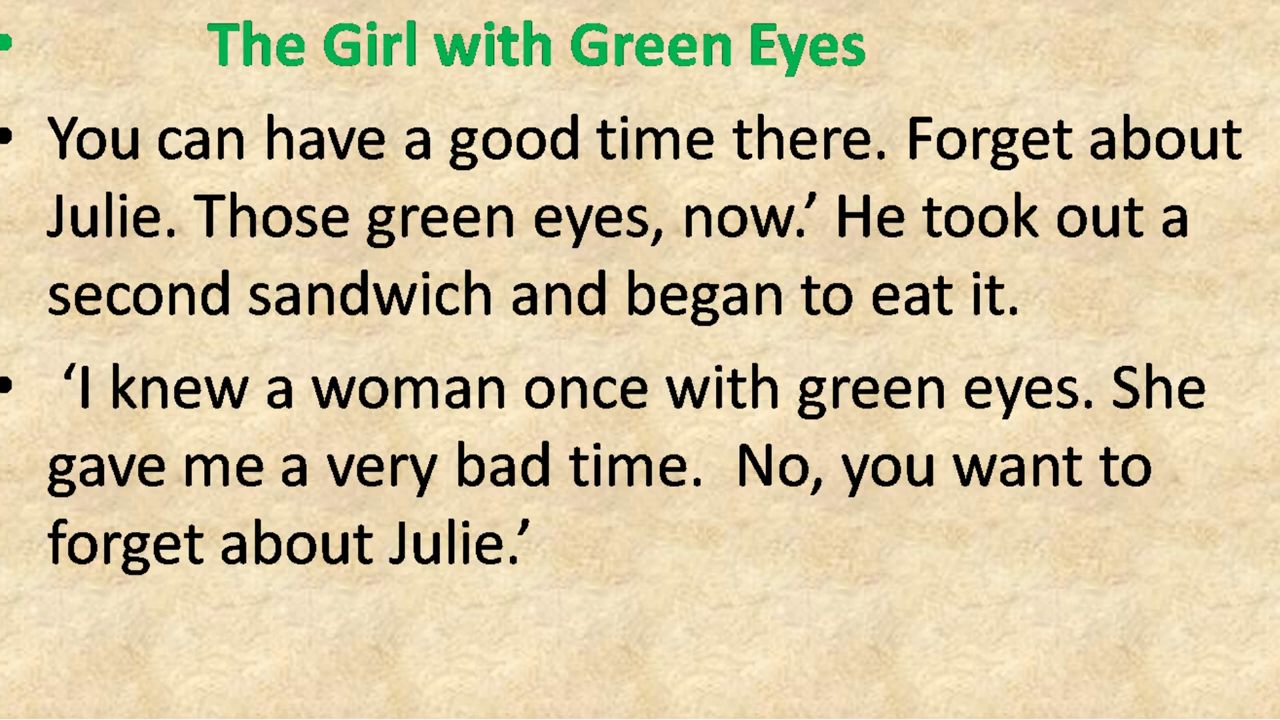 • The Girl with Green Eyes
• You can have a good time there. Forget about
Julie. Those green eyes, now.’ He took out a
second sandwich and began to eat it.
• ‘I knew a woman once with green eyes. She
gave me a very bad time.  No, you want to
forget about Julie.’